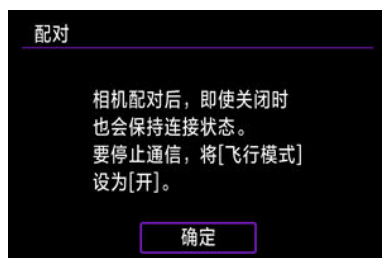 配对
相机配对后，即使关闭时
也会保持连接状态。
要停止通信，将[飞行模式]
设为[开]。
确定